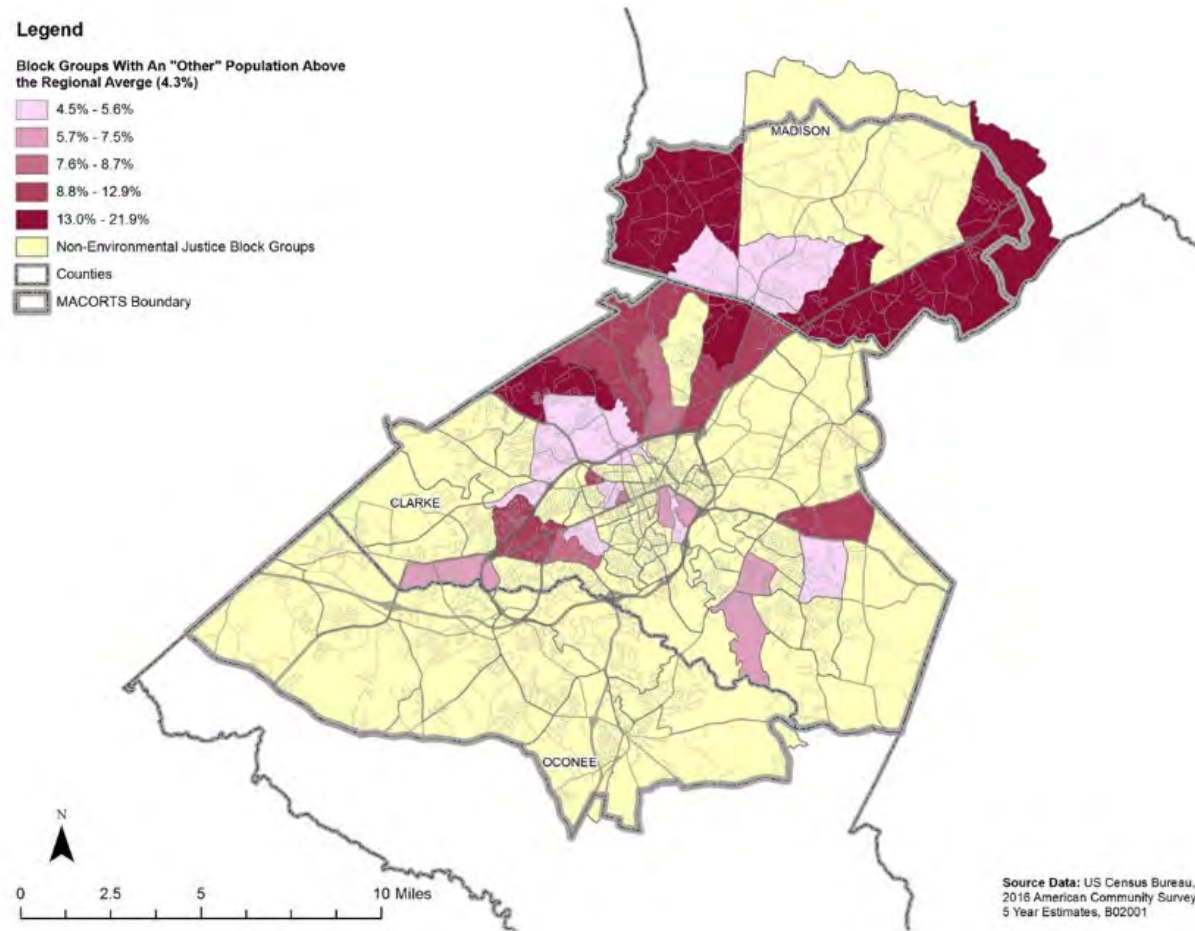 Legend
Block Groups With An "Other" Population Above
the Regional Averge (4.3%)
4.5% - 5.6%
5.7% - 7.5%
7.6% - 8.7%
8.8% - 12.9%
13.0% - 21.9%
Non-Environmental Justice Block Groups
Counties
MACORTS Boundary
MADISON
CLARKE
OCONEE
N
0 2.5 5 10 Miles
Source Data: US Census Bureau,
2016 American Community Survey
5 Year Estimates, B02001